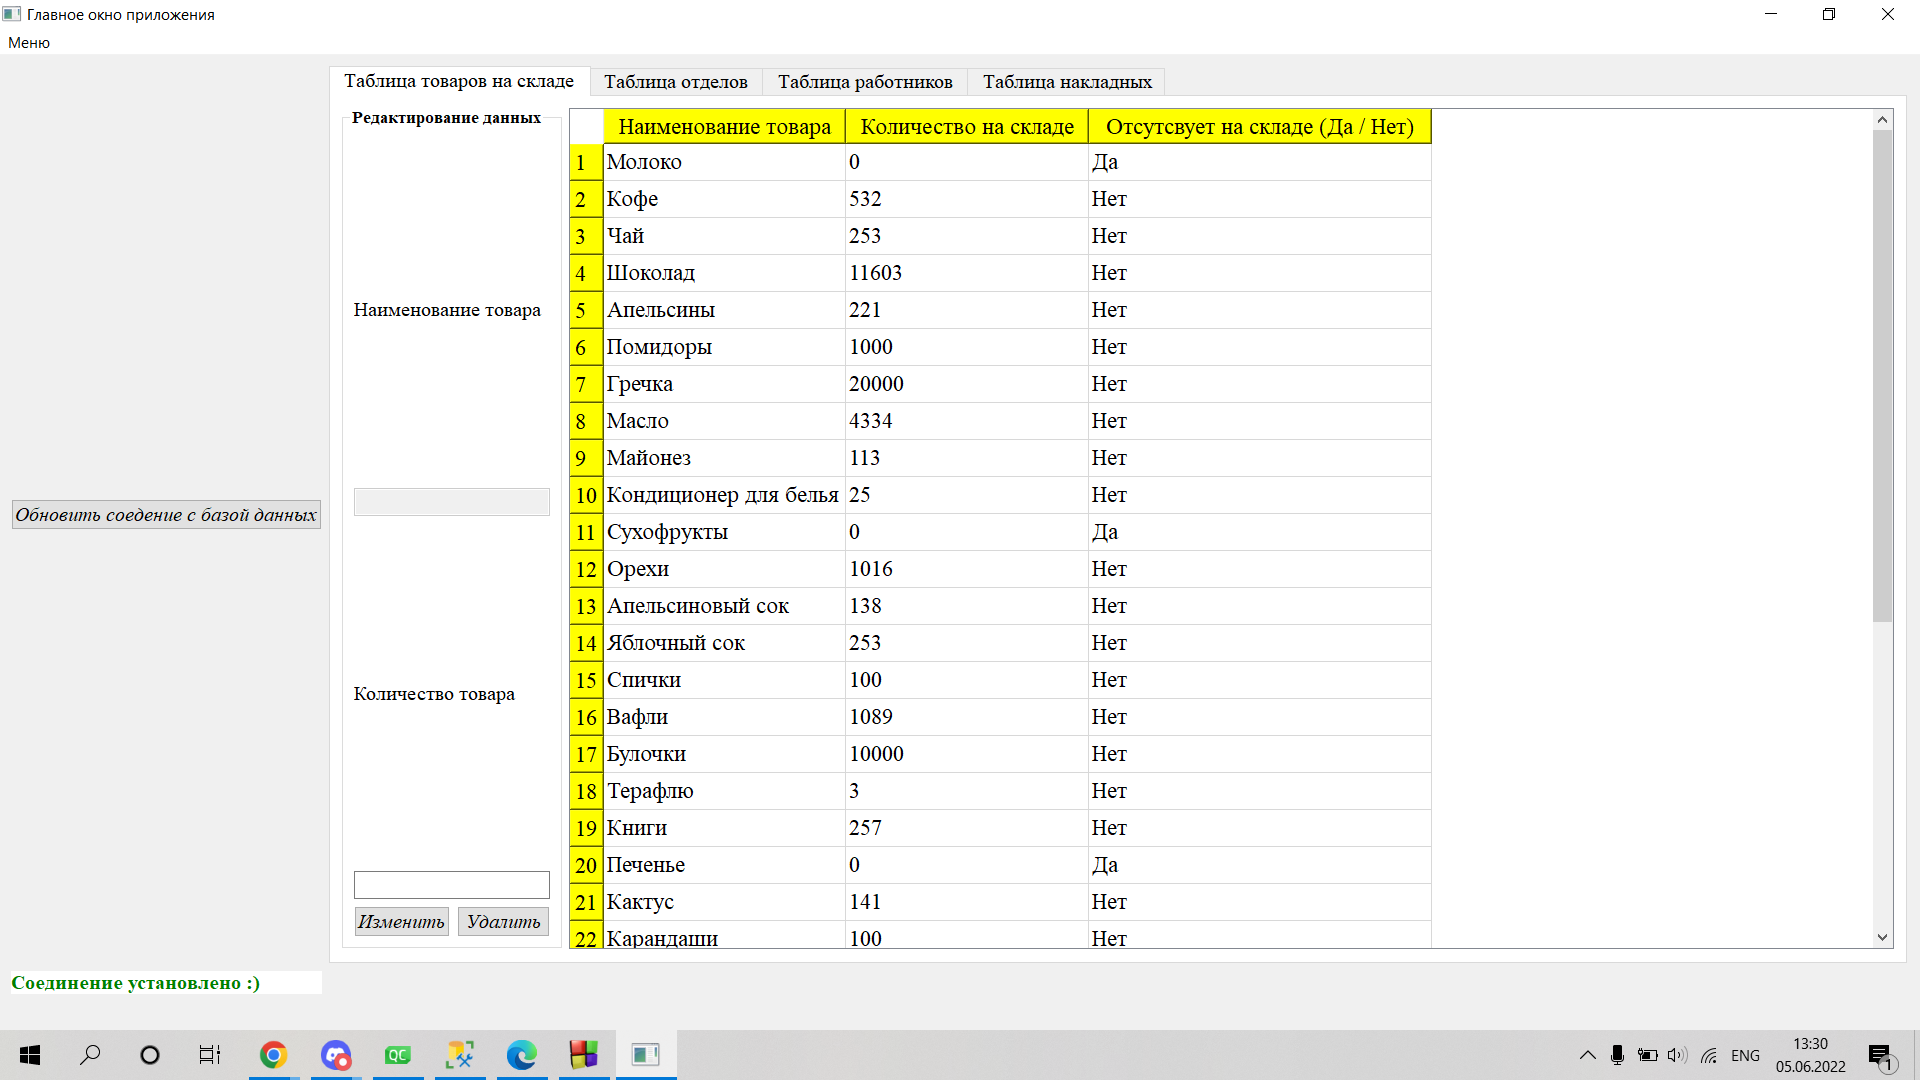 Главное окно приложения
Меню
Таблица товаров на складе Таблица отделов Таблица работников Таблица накладных
Редактирование данных
Наименование товара
Количество товара
Изменить Удалить
Обновить соедение с базой данных
Соединение установлено :)
Наименование товара Количество на складе Отсутсвует на складе (Да / Нет)
1 Молоко 0 Да
2 Кофе 532 Нет
3 Чай 253 Нет
4 Шоколад 11603 Нет
5 Апельсины 221 Нет
6 Помидоры 1000 Нет
7 Гречка 20000 Нет
8 Масло 4334 Нет
9 Майонез 113 Нет
10 Кондиционер для белья 25 Нет
11 Сухофрукты 0 Да
12 Орехи 1016 Нет
13 Апельсиновый сок 138 Нет
14 Яблочный сок 253 Нет
15 Спички 100 Нет
16 Вафли 1089 Нет
17 Булочки 10000 Нет
18 Терафлю 3 Нет
19 Книги 257 Нет
20 Печенье 0 Да
21 Кактус 141 Нет
22 Карандаши 100 Нет
QC
ENG
13:30
05.06.2022
1